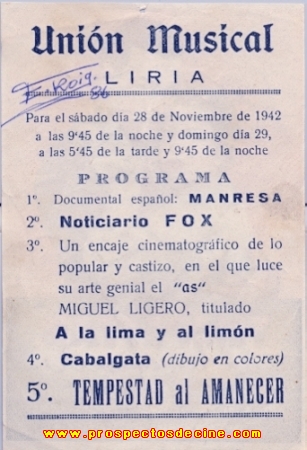 Unión Musical
LIRIA
Roig.
Para el sábado día 28 de Noviembre de 1942
a las 9'45 de la noche y domingo día 29,
a las 5'45 de la tarde y 9'45 de la noche
PROGRAMA
1º. Documental español: MANRESA
2º. Noticiario FOX
3º. Un encaje cinematográfico de lo
popular y castizo, en el que luce
su arte genial el "as"
MIGUEL LIGERO, titulado
A la lima y al limón
4º. Cabalgata (dibujo en colores)
5º. TEMPESTAD al AMANECER
www.prospectosdecine.com